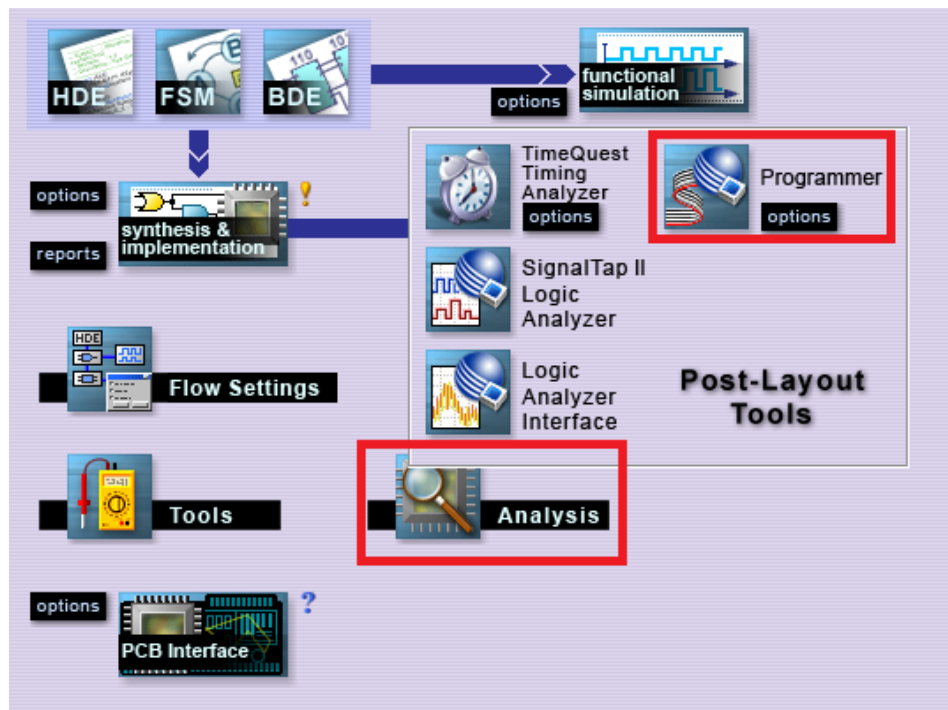 HDE
FSM
BDE
options
functional
simulation
options
synthesis &
implementation
reports
TimeQuest
Timing
Analyzer
options
Programmer
options
SignalTap II
Logic
Analyzer
Logic
Analyzer
Interface
Post-Layout
Tools
HDE
Flow Settings
Tools
Analysis
options
PCB Interface
?